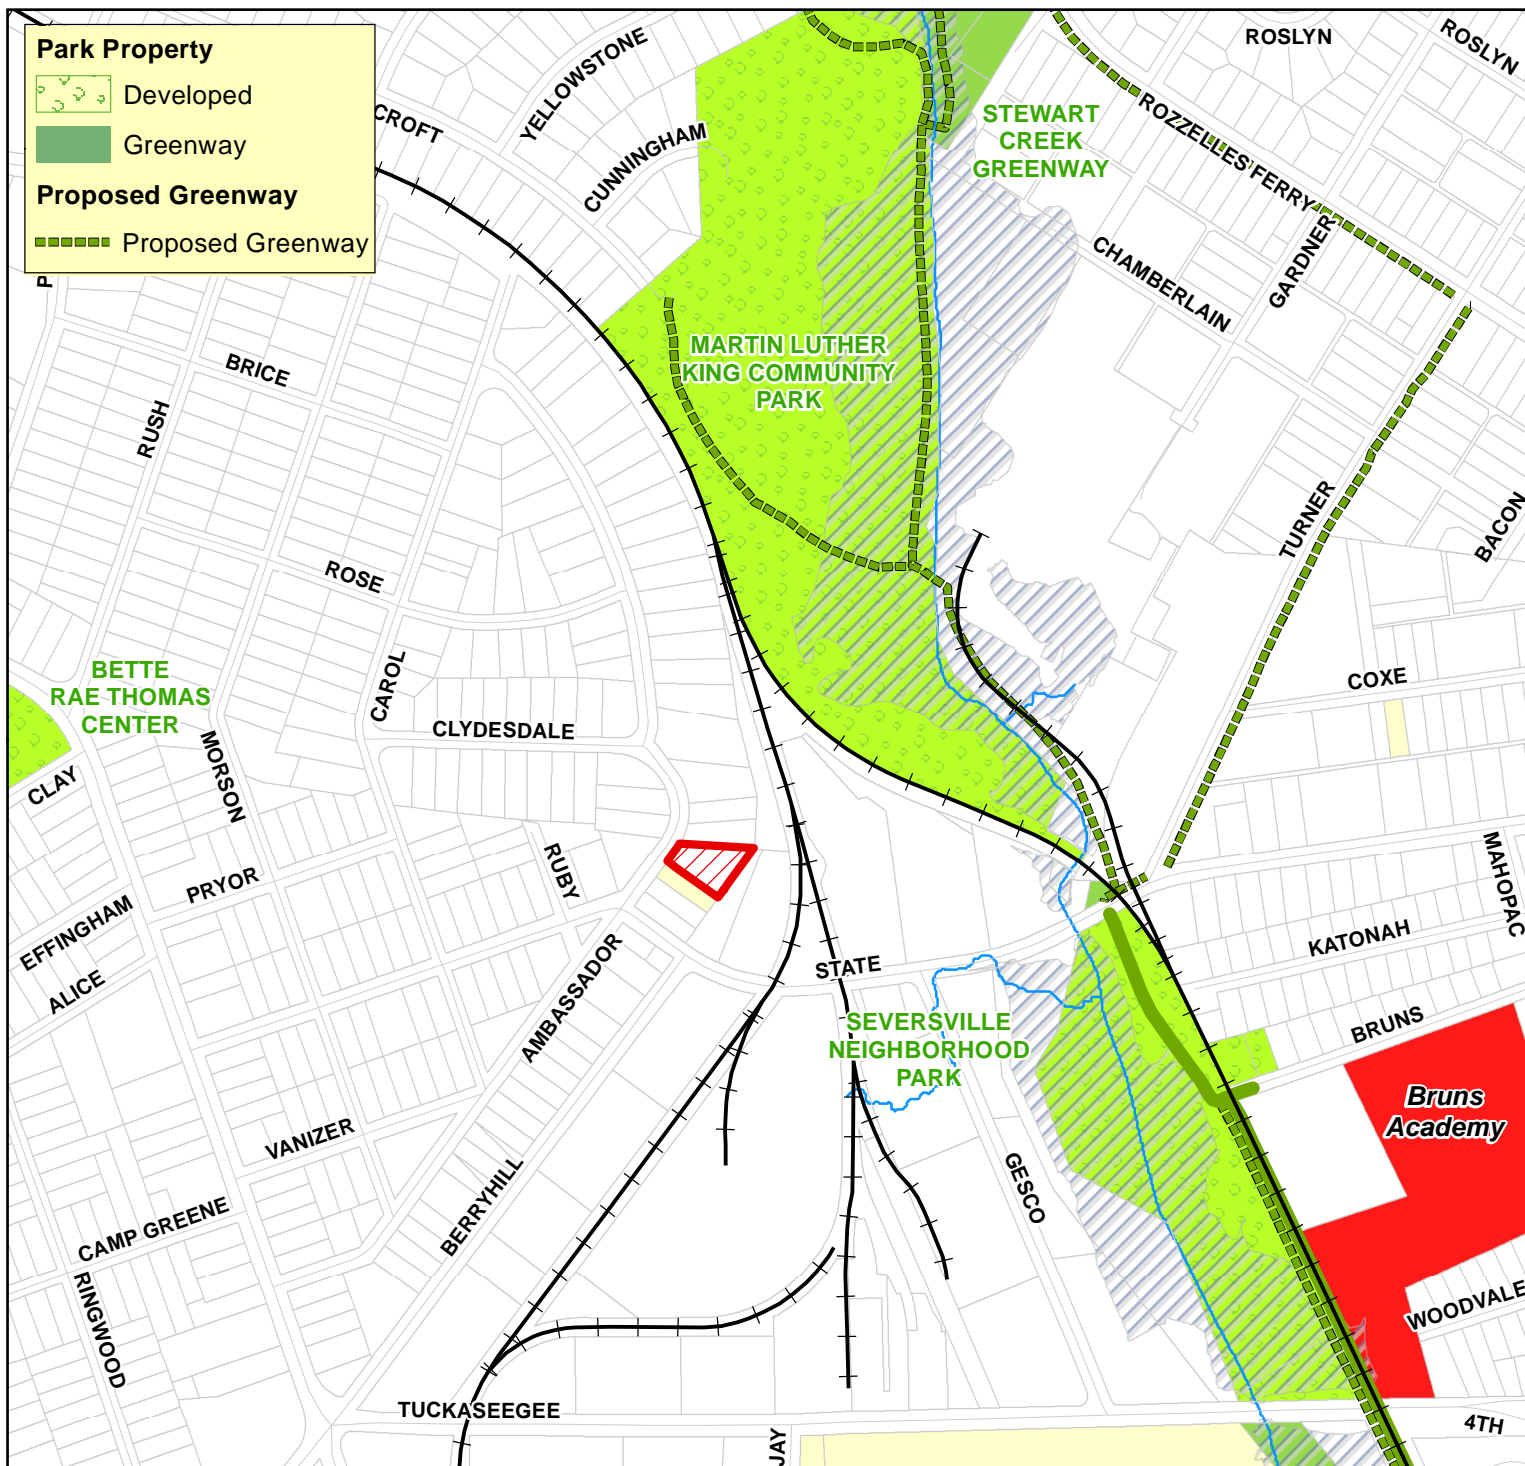 Park Property
Developed
Greenway
Proposed Greenway
Proposed Greenway
CROFT
YELLOWSTONE
CUNNINGHAM
STEWART
CREEK
GREENWAY
ROSLYN
ROSLYN
ROZZELLES FERRY
GARDNER
CHAMBERLAIN
P
BRICE
RUSH
MARTIN LUTHER
KING COMMUNITY
PARK
TURNER
BACON
ROSE
CAROL
BETTE
RAE THOMAS
CENTER
CLYDESDALE
COXE
CLAY
MORSON
MAHOPAC
RUBY
PRYOR
EFFINGHAM
ALICE
AMBASSADOR
STATE
KATONAH
SEVERSVILLE
NEIGHBORHOOD
PARK
BRUNS
Bruns
Academy
VANIZER
BERRYHILL
GESCO
CAMP GREENE
RINGWOOD
WOODVALE
TUCKASEEGEE
JAY
4TH